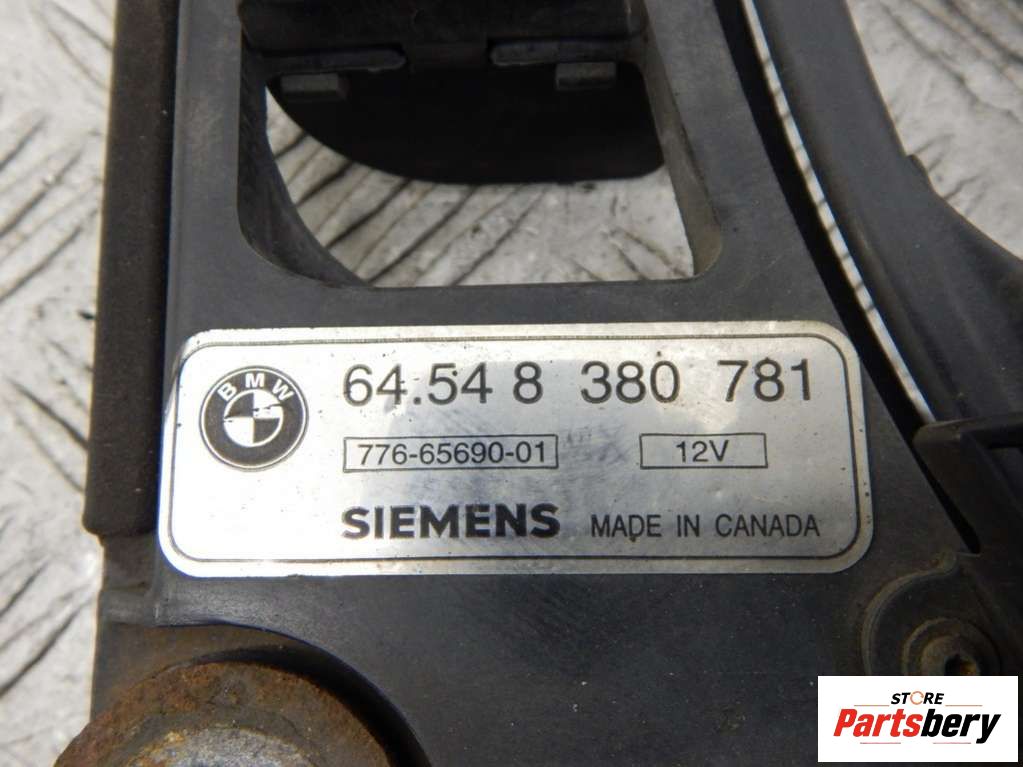 BMW
64.54 8 380 781
776-65690-01 12V
SIEMENS MADE IN CANADA
STORE
Partsbery